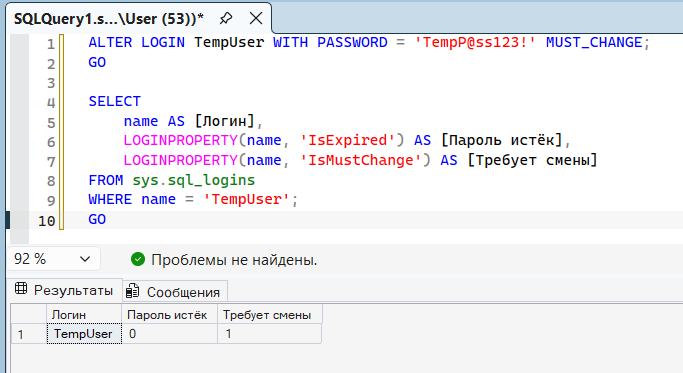 SQLQuery1.s...\User (53))*
1 ALTER LOGIN TempUser WITH PASSWORD = 'TempP@ss123!' MUST_CHANGE;
2 GO
3
4 SELECT
5 name AS [Логин],
6 LOGINPROPERTY(name, 'IsExpired') AS [Пароль истёк],
7 LOGINPROPERTY(name, 'IsMustChange') AS [Требует смены]
8 FROM sys.sql_logins
9 WHERE name = 'TempUser';
10 GO
92 % Проблемы не найдены.
Результаты Сообщения
Логин Пароль истёк Требует смены
1 TempUser 0 1